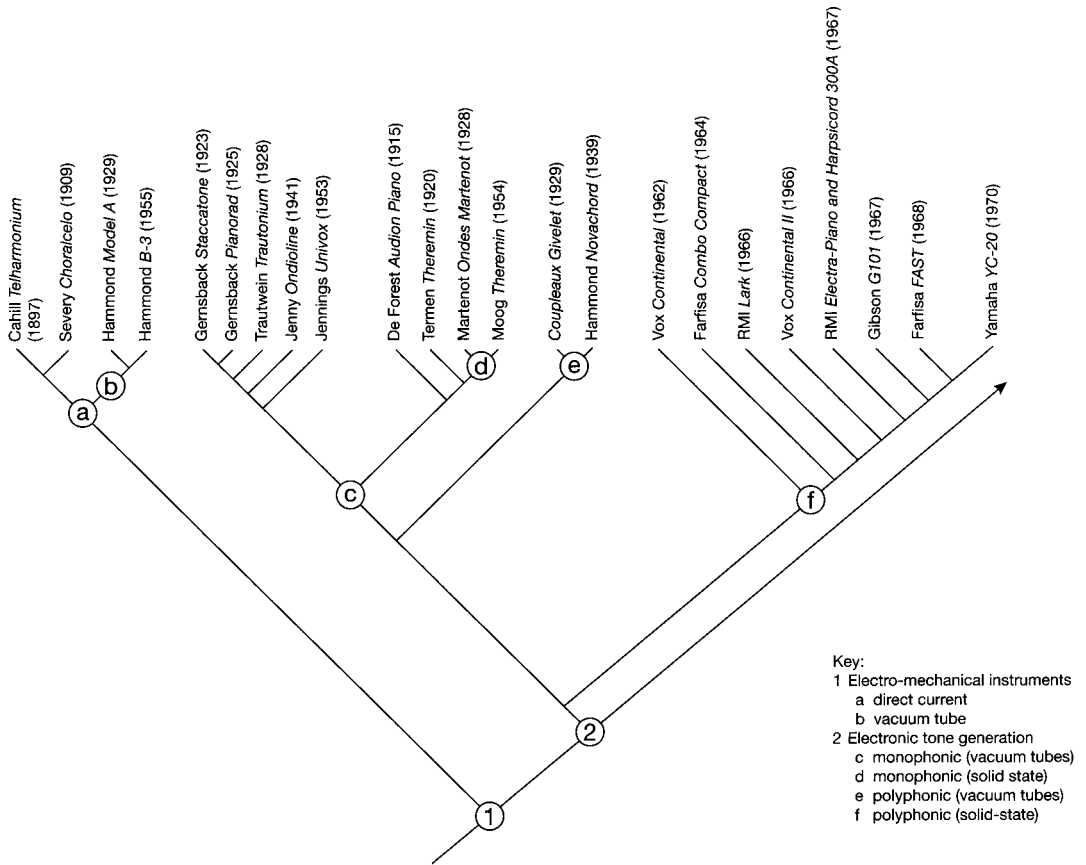 Cahill Telharmonium
(1897)
Severy Choralcelo (1909)
Hammond Model A (1929)
Hammond B-3 (1955)
Gernsback Staccatone (1923)
Gernsback Pianorad (1925)
Trautwein Trautonium (1928)
Jenny Ondioline (1941)
Jennings Univox (1953)
De Forest Audion Piano (1915)
Termen Theremin (1920)
Martenot Ondes Martenot (1928)
Moog Theremin (1954)
Coupleaux Givelet (1929)
Hammond Novachord (1939)
Vox Continental (1962)
Farfisa Combo Compact (1964)
RMI Lark (1966)
Vox Continental II (1966)
RMI Electra-Piano and Harpsicord 300A (1967)
Gibson G101 (1967)
Farfisa FAST (1968)
Yamaha YC-20 (1970)
a
b
c
d
e
f
2
1
Key:
1 Electro-mechanical instruments
a direct current
b vacuum tube
2 Electronic tone generation
c monophonic (vacuum tubes)
d monophonic (solid state)
e polyphonic (vacuum tubes)
f polyphonic (solid-state)